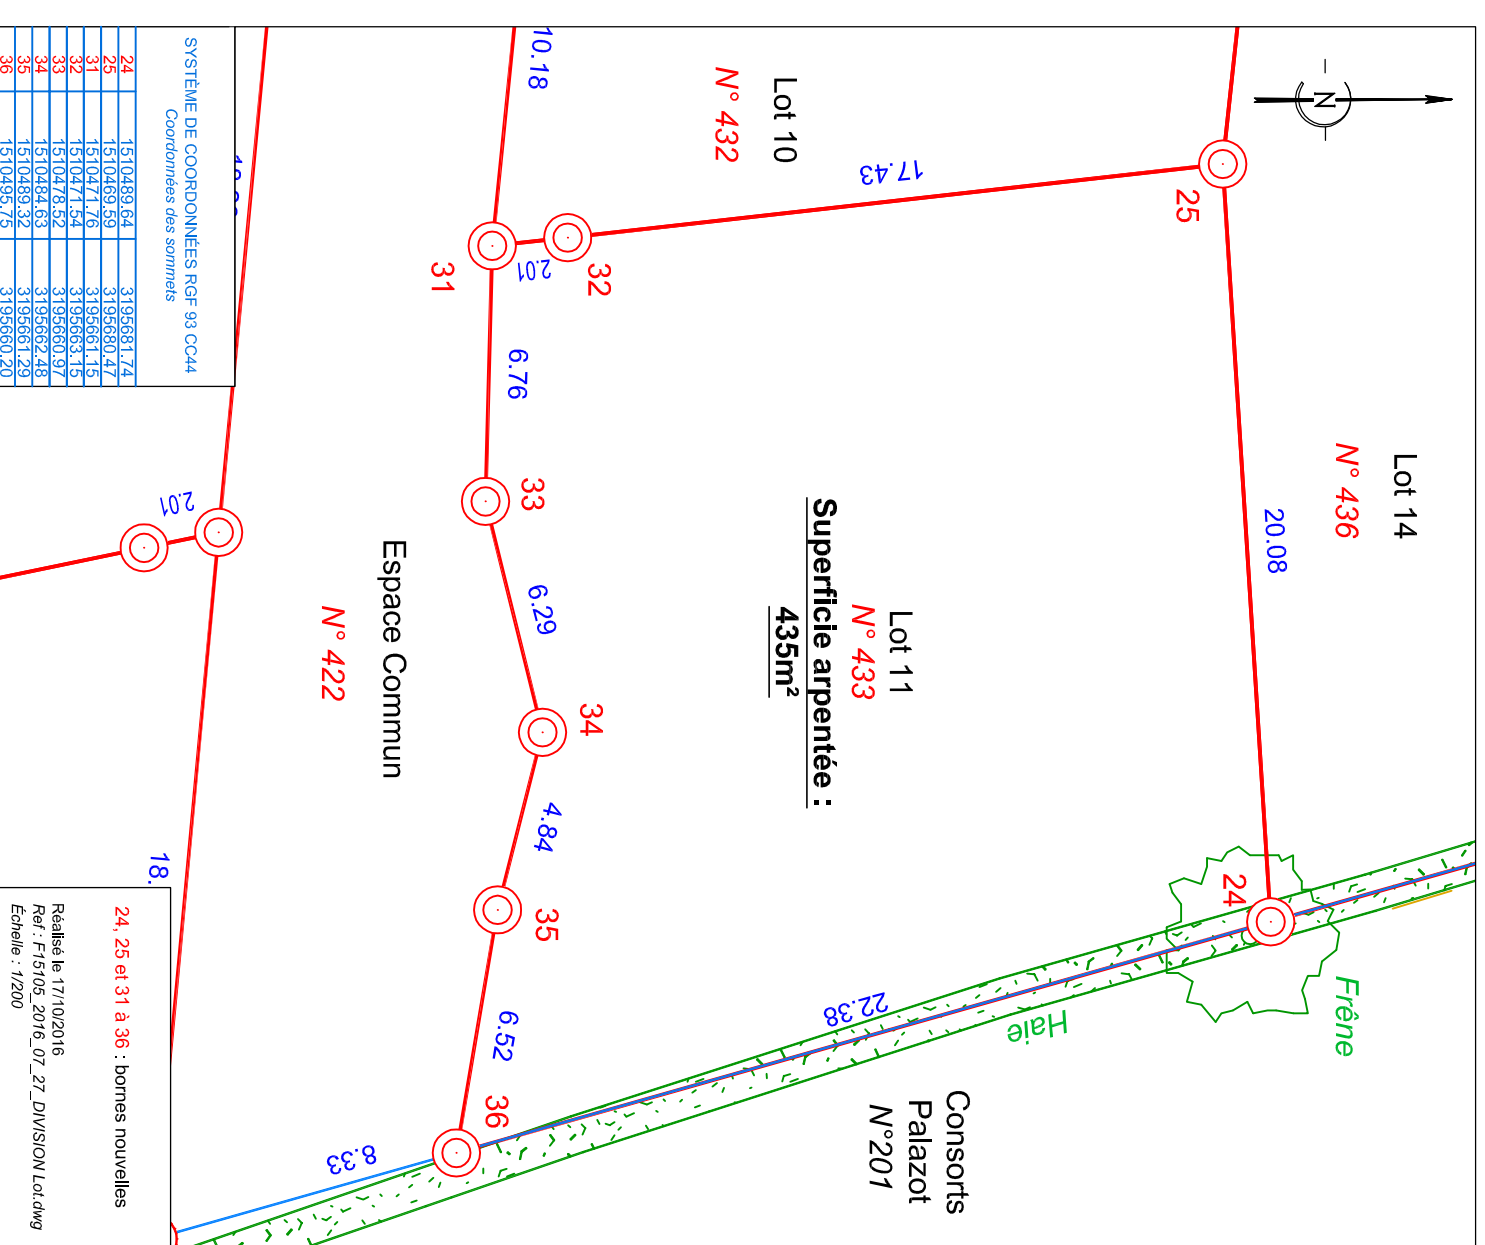 SYSTÈME DE COORDONNÉES RGF 93 CC44
Coordonnées des sommets
24 1510489.64 3195681.74
25 1510469.59 3195680.47
31 1510471.76 3195661.15
32 1510471.54 3195663.15
33 1510478.52 3195660.97
34 1510484.63 3195662.48
35 1510489.32 3195661.29
36 1510495.75 3195660.20
N
Lot 14
N° 436
25
20.08
24
Frêne
Lot 10
N° 432
17.43
Lot 11
N° 433
Superficie arpentée :
435m²
22.38
Haie
Consorts
Palazot
N°201
10.18
32
2.01
31
6.76
33
6.29
34
4.84
35
6.52
36
8.33
Espace Commun
N° 422
2.01
18.
24, 25 et 31 à 36 : bornes nouvelles
Réalisé le 17/10/2016
Ref : F15105_2016_07_27_DIVISION Lot.dwg
Échelle : 1/200